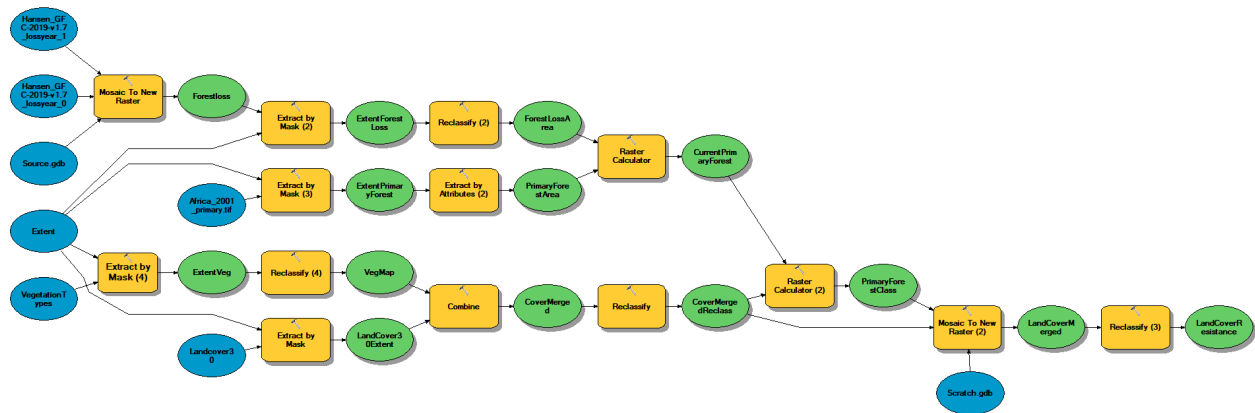 Hansen_GF
C-2019-v1.7
_lossyear_1
Hansen_GF
C-2019-v1.7
_lossyear_0
Source.gdb
Mosaic To New
Raster
Forestloss
Extract by
Mask (2)
ExtentForest
Loss
Reclassify (2)
ForestLossA
rea
Raster
Calculator
CurrentPrim
aryForest
Extent
Africa_2001
_primary.tif
Extract by
Mask (3)
ExtentPrima
ryForest
Extract by
Attributes (2)
PrimaryFore
stArea
VegetationT
ypes
Extract by
Mask (4)
ExtentVeg
Reclassify (4)
VegMap
Landcover3
0
Extract by
Mask
LandCover3
0Extent
Combine
CoverMerge
d
Reclassify
CoverMerg
edReclass
Raster
Calculator (2)
PrimaryFore
stClass
Mosaic To New
Raster (2)
Scratch.gdb
LandCoverM
erged
Reclassify (3)
LandCoverR
esistance